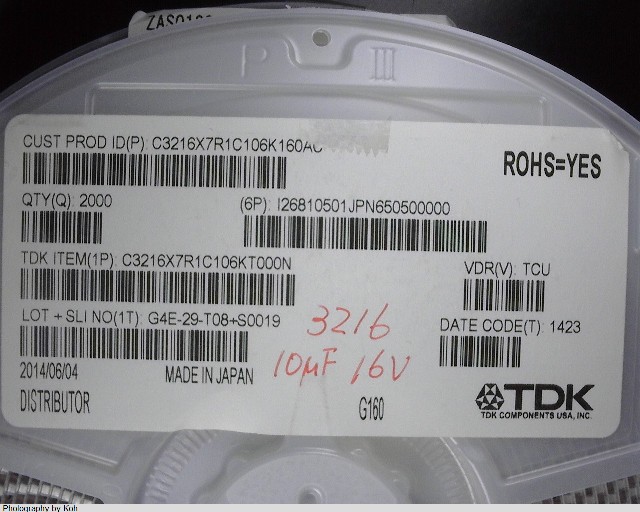 P III
CUST PROD ID(P): C3216X7R1C106K160AC
ROHS=YES
QTY(Q): 2000
(6P): I26810501JPN650500000
TDK ITEM(1P): C3216X7R1C106KT000N
VDR(V): TCU
LOT + SLI NO(1T): G4E-29-T08+S0019
DATE CODE(T): 1423
3216
10µF 16V
2014/06/04
MADE IN JAPAN
DISTRIBUTOR
G160
TDK
TDK COMPONENTS USA, INC.
Photography by Koh